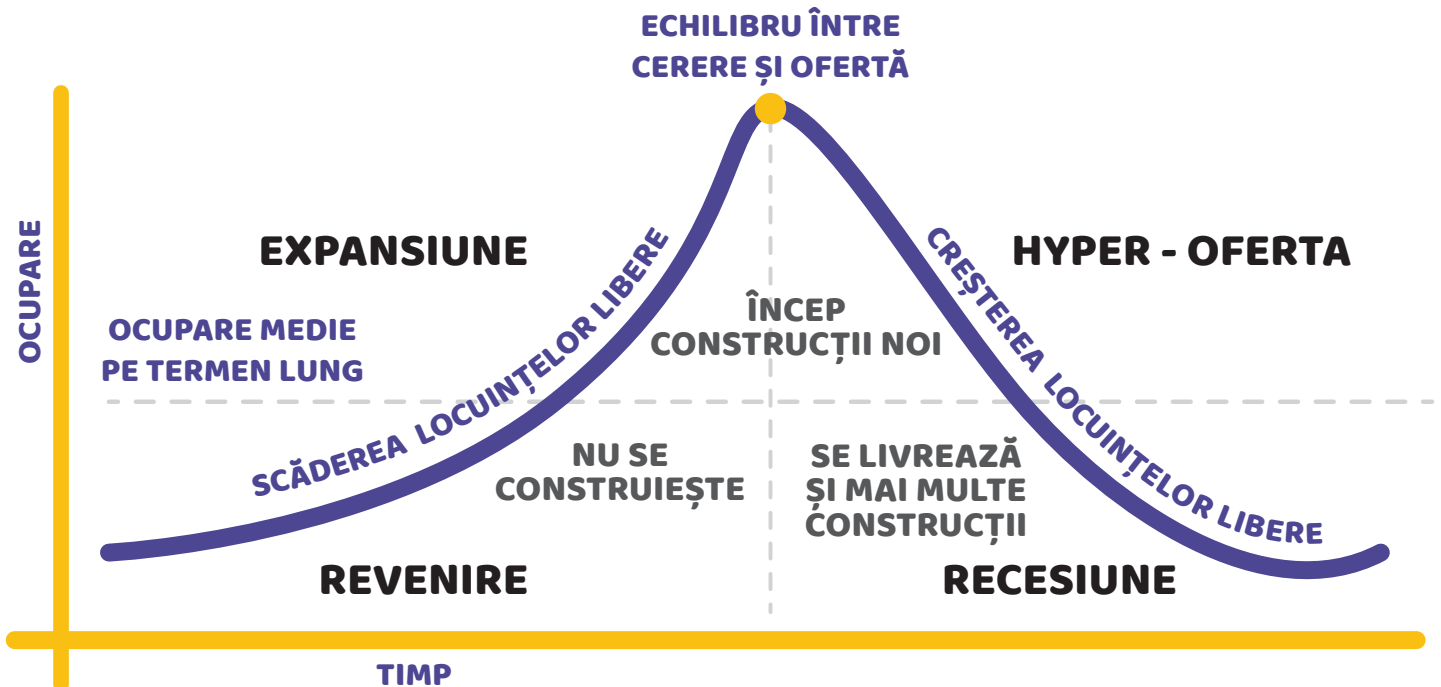 ECHILIBRU ÎNTRE
CERERE ȘI OFERTĂ
OCUPARE
EXPANSIUNE
HYPER - OFERTA
OCUPARE MEDIE
PE TERMEN LUNG
SCĂDEREA LOCUINȚELOR LIBERE
ÎNCEP
CONSTRUCȚII NOI
CREȘTEREA LOCUINȚELOR LIBERE
NU SE
CONSTRUIEȘTE
SE LIVREAZĂ
ȘI MAI MULTE
CONSTRUCȚII
REVENIRE
RECESIUNE
TIMP